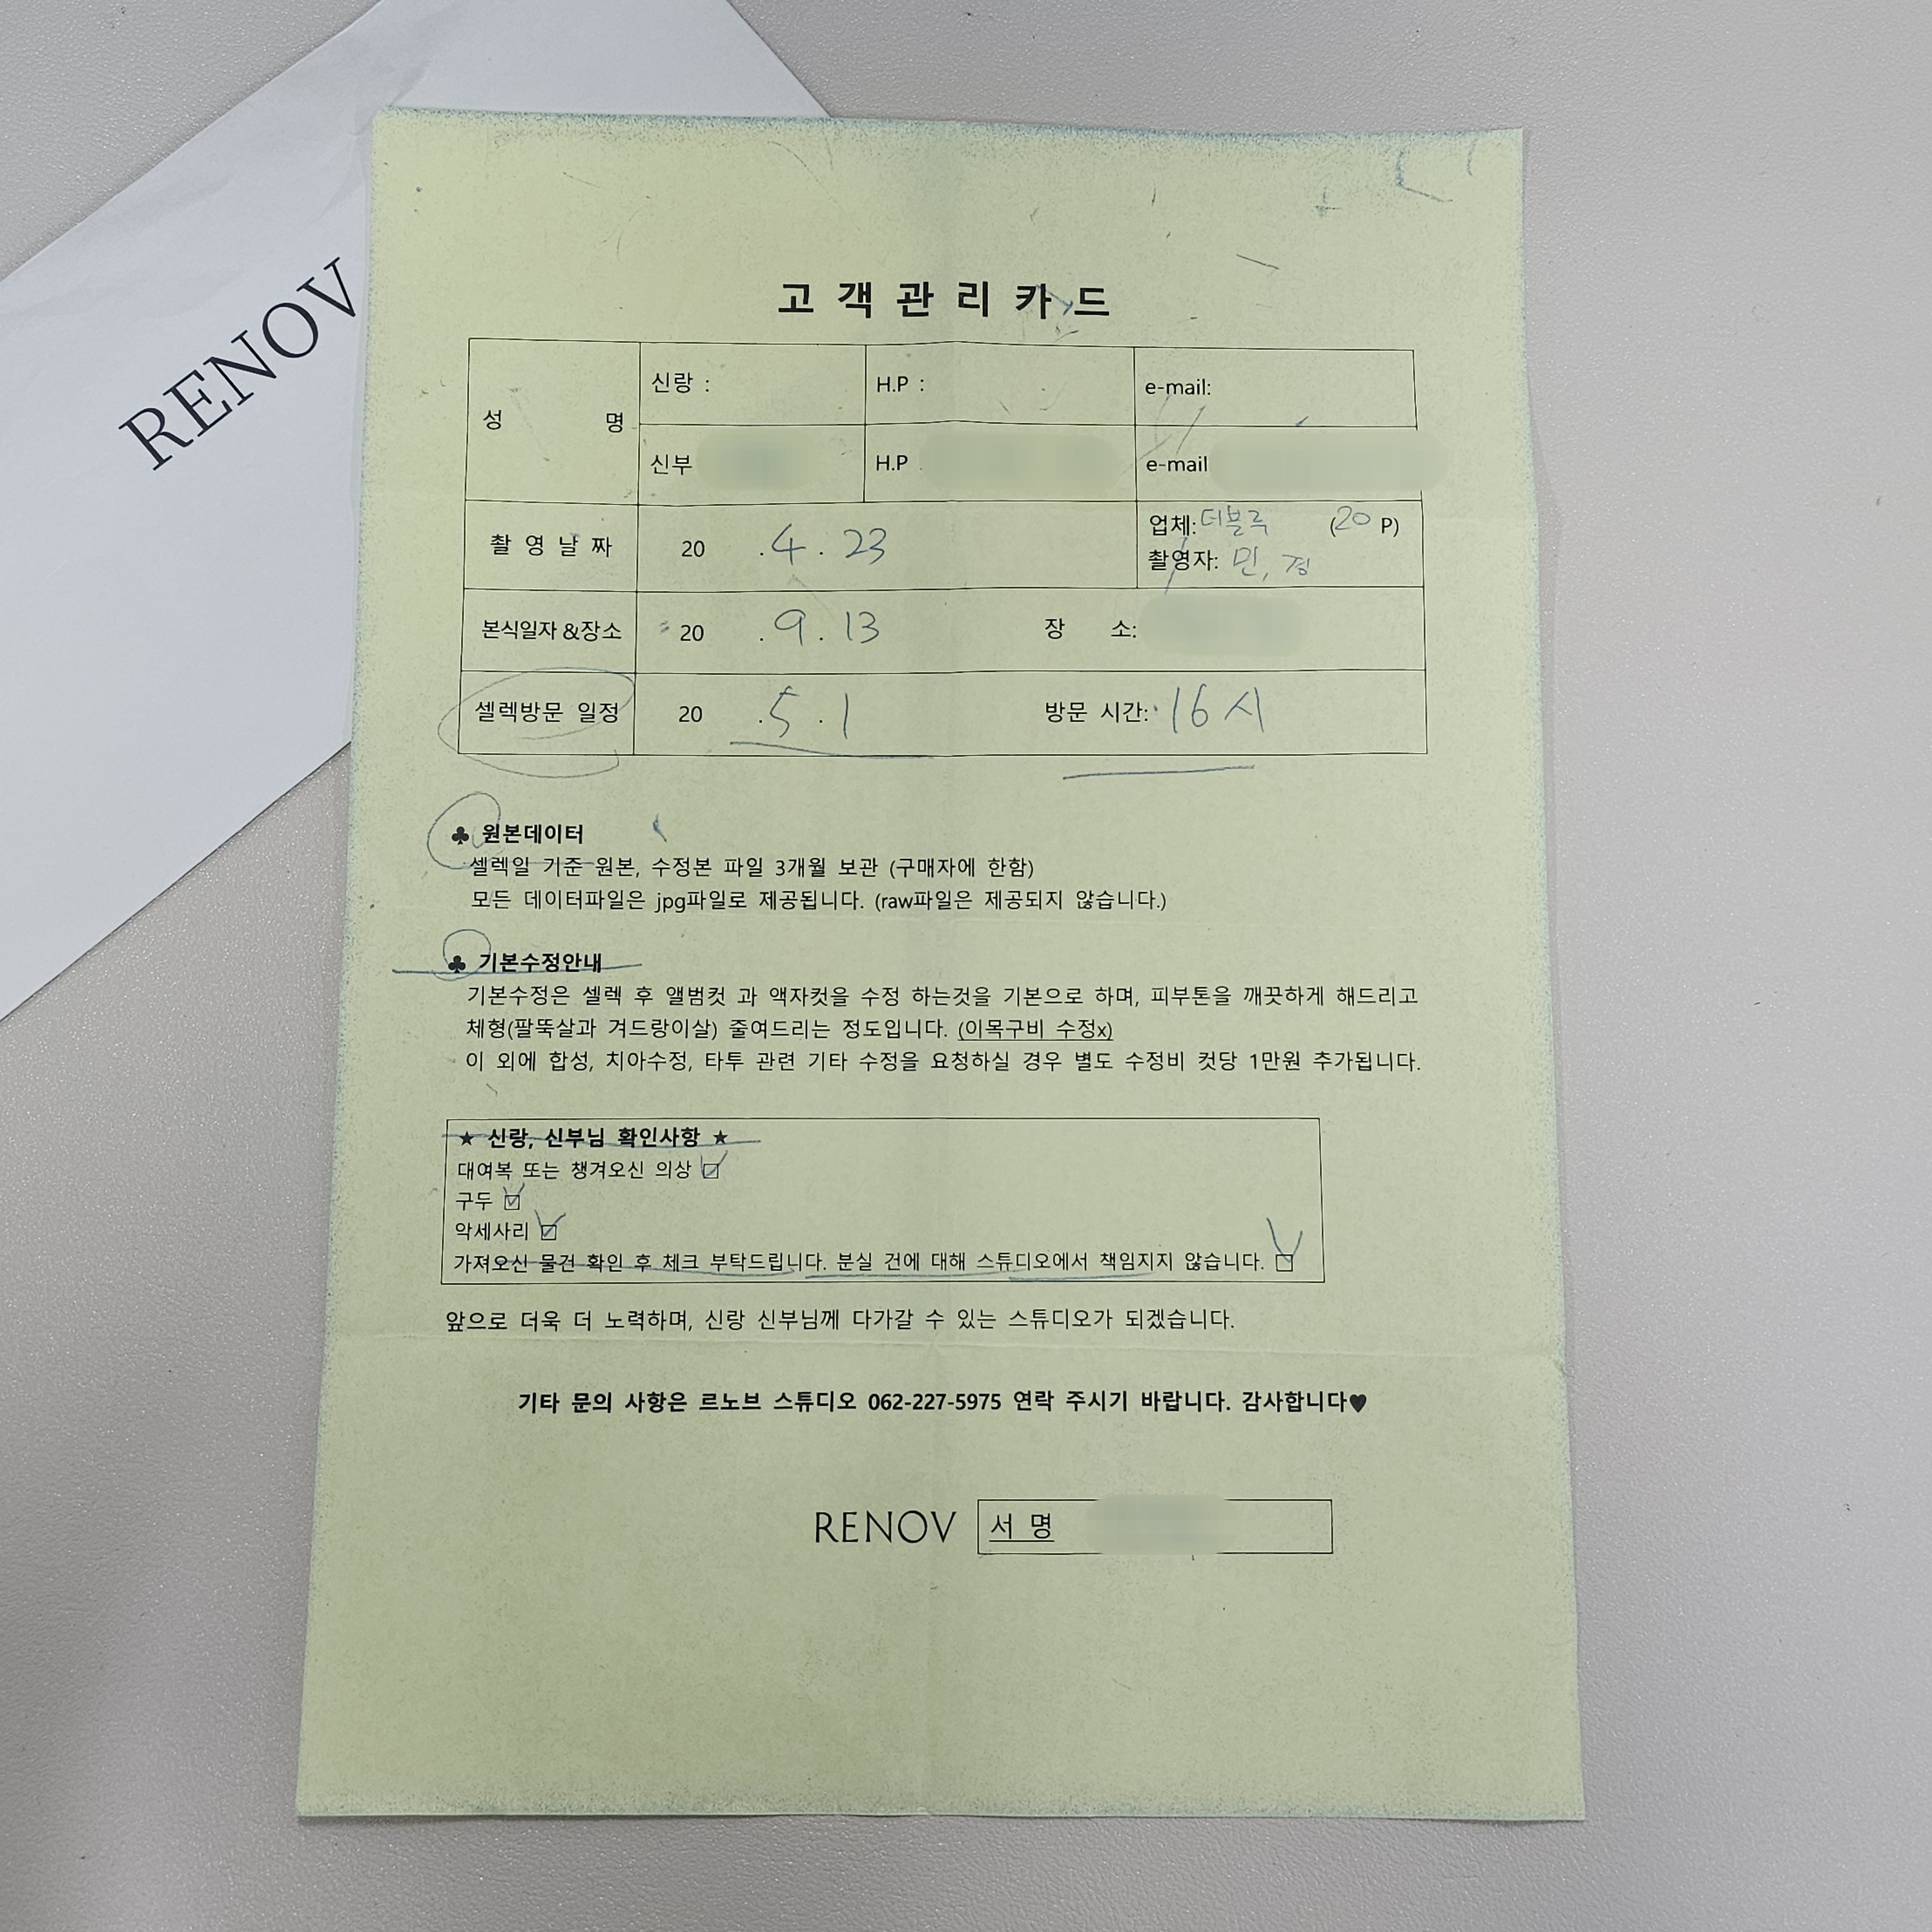 RENOV
고객관리카드
성 명
신랑 : H.P : e-mail:
신부 H.P e-mail
촬영날짜 20 .4.23
업체: 더블루 (20 P)
촬영자: 민, 정
본식일자&장소 20 .9.13 장 소:
셀렉방문 일정 20 .5.1 방문 시간: 16시
♣ 원본데이터
셀렉일 기준 원본, 수정본 파일 3개월 보관 (구매자에 한함)
모든 데이터파일은 jpg파일로 제공됩니다. (raw파일은 제공되지 않습니다.)
♣ 기본수정안내
기본수정은 셀렉 후 앨범컷 과 액자컷을 수정 하는것을 기본으로 하며, 피부톤을 깨끗하게 해드리고
체형(팔뚝살과 겨드랑이살) 줄여드리는 정도입니다. (이목구비 수정x)
이 외에 합성, 치아수정, 타투 관련 기타 수정을 요청하실 경우 별도 수정비 컷당 1만원 추가됩니다.
★ 신랑, 신부님 확인사항 ★
대여복 또는 챙겨오신 의상 ☑
구두 ☑
악세사리 ☑
가져오신 물건 확인 후 체크 부탁드립니다. 분실 건에 대해 스튜디오에서 책임지지 않습니다. ☑
앞으로 더욱 더 노력하며, 신랑 신부님께 다가갈 수 있는 스튜디오가 되겠습니다.
기타 문의 사항은 르노브 스튜디오 062-227-5975 연락 주시기 바랍니다. 감사합니다♥
RENOV 서 명